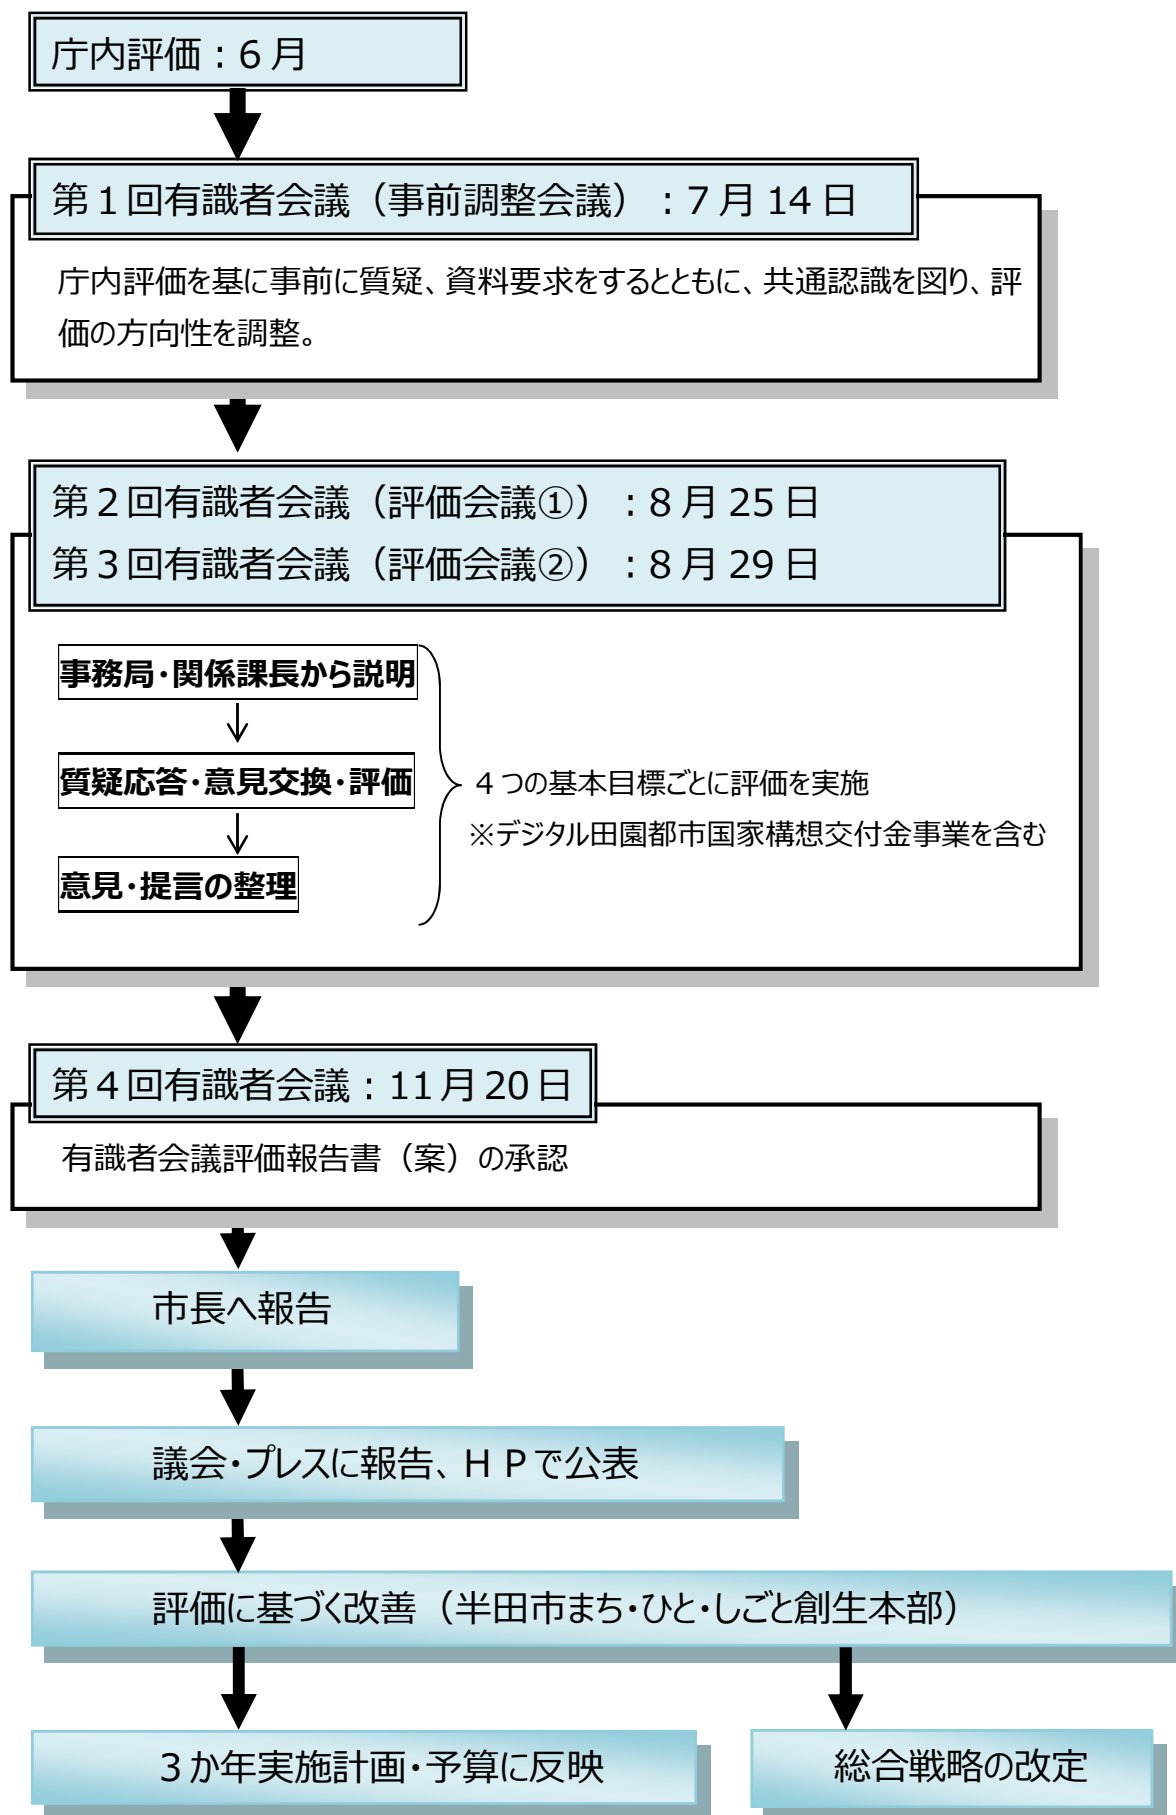 庁内評価：６月
第１回有識者会議（事前調整会議）：７月 14 日
庁内評価を基に事前に質疑、資料要求をするとともに、共通認識を図り、評
価の方向性を調整。
第２回有識者会議（評価会議①）：８月 25 日
第３回有識者会議（評価会議②）：８月 29 日
事務局・関係課長から説明
質疑応答・意見交換・評価
意見・提言の整理
４つの基本目標ごとに評価を実施
※デジタル田園都市国家構想交付金事業を含む
第４回有識者会議：11月 20 日
有識者会議評価報告書（案）の承認
市長へ報告
議会・プレスに報告、ＨＰで公表
評価に基づく改善（半田市まち・ひと・しごと創生本部）
３か年実施計画・予算に反映
総合戦略の改定